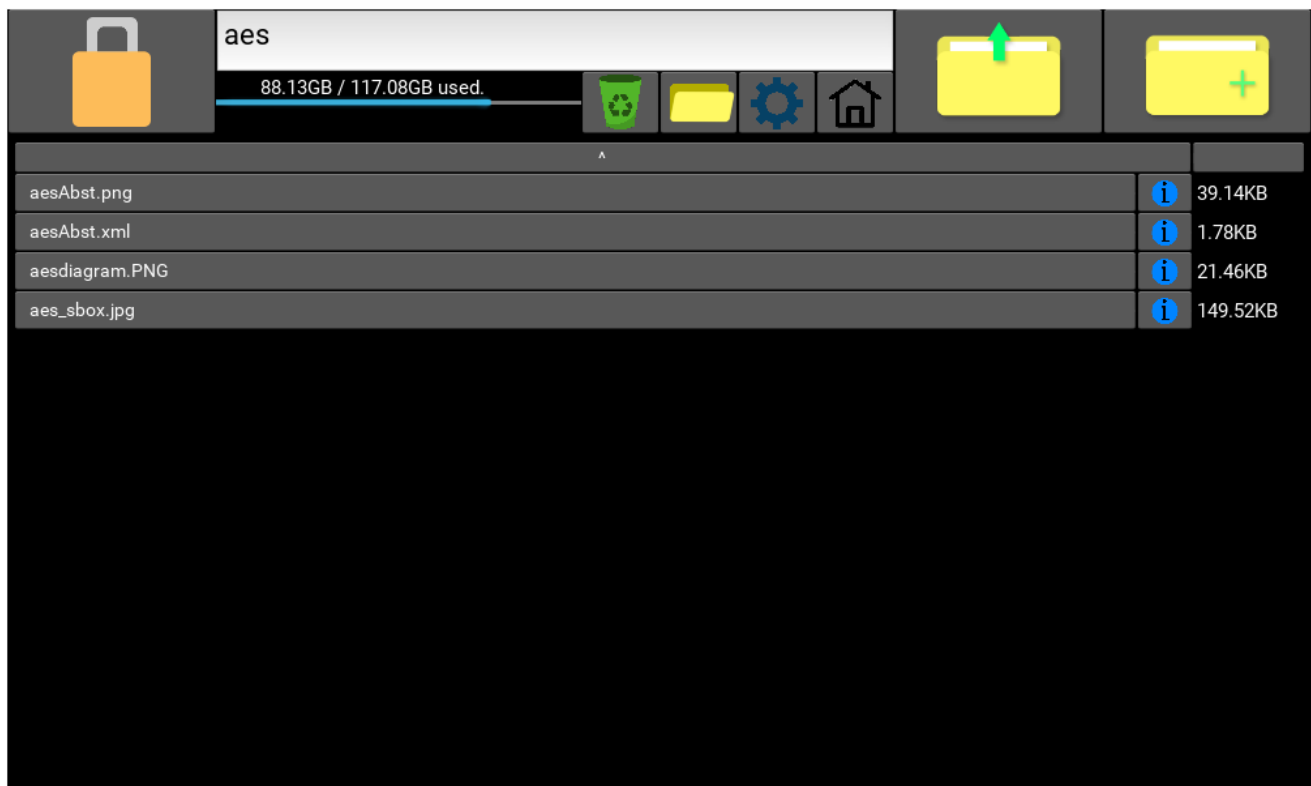 aes
88.13GB / 117.08GB used.
^
aesAbst.png 39.14KB
aesAbst.xml 1.78KB
aesdiagram.PNG 21.46KB
aes_sbox.jpg 149.52KB